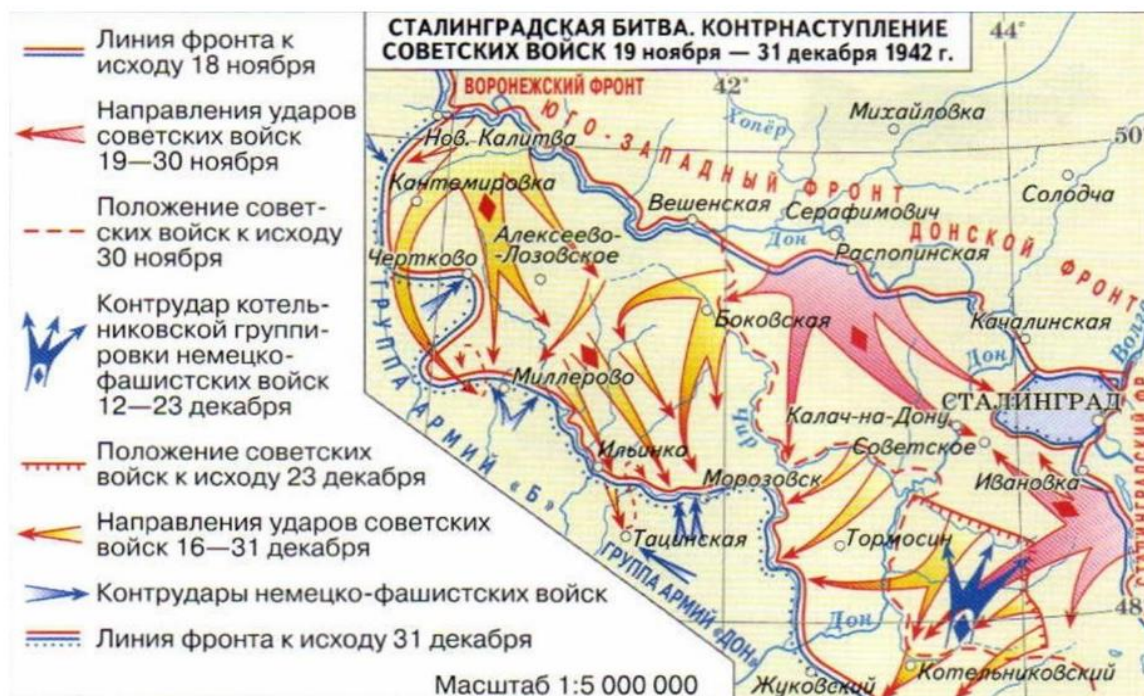 СТАЛИНГРАДСКАЯ БИТВА. КОНТРНАСТУПЛЕНИЕ
СОВЕТСКИХ ВОЙСК 19 ноября — 31 декабря 1942 г.
Линия фронта к
исходу 18 ноября
Направления ударов
советских войск
19—30 ноября
Положение совет-
ских войск к исходу
30 ноября
Контрудар котель-
никовской группи-
ровки немецко-
фашистских войск
12—23 декабря
Положение советских
войск к исходу 23 декабря
Направления ударов советских
войск 16—31 декабря
Контрудары немецко-фашистских войск
Линия фронта к исходу 31 декабря
Масштаб 1:5 000 000
44°
42°
ВОРОНЕЖСКИЙ ФРОНТ
ЮГО-ЗАПАДНЫЙ ФРОНТ
ДОНСКОЙ ФРОНТ
Хопёр
Михайловка
50
Нов. Калитва
Солодча
Кантемировка
Вешенская
Серафимович
Дон
Алексеево-
-Лозовское
Распопинская
Чертково
Боковская
Качалинская
Дон
Миллерово
Калач-на-Дону
СТАЛИНГРАД
Чир
Советское
Ильинка
Морозовск
Ивановка
ГРУППА АРМИЙ «Б»
Тацинская
Тормосин
ГРУППА АРМИЙ «ДОН»
48
Дон
Котельниковский
Жуковский